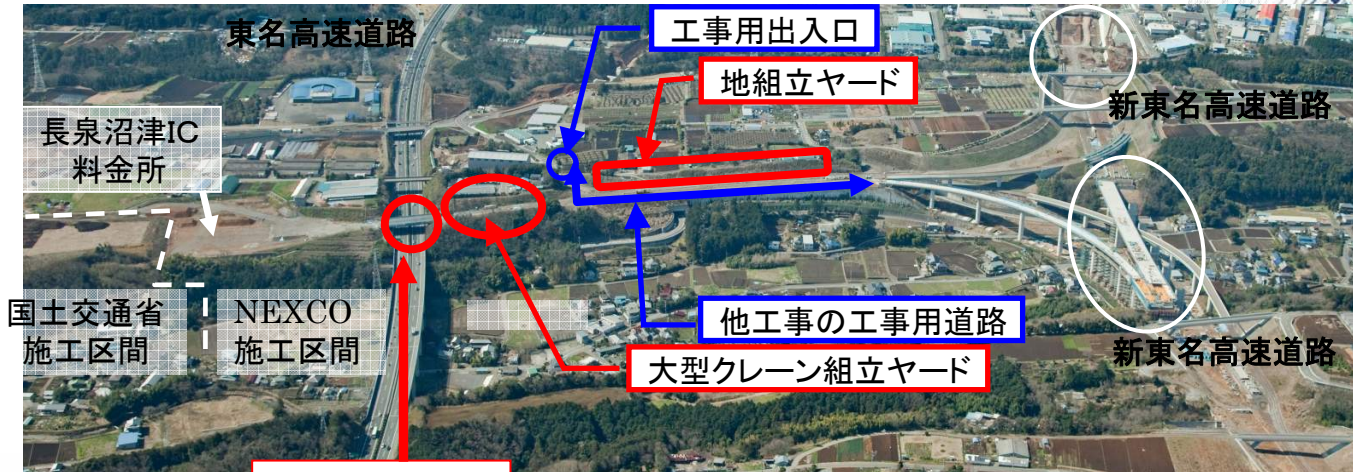 東名高速道路
工事用出入口
地組立ヤード
新東名高速道路
長泉沼津IC
料金所
国土交通省
施工区間
NEXCO
施工区間
他工事の工事用道路
大型クレーン組立ヤード
新東名高速道路